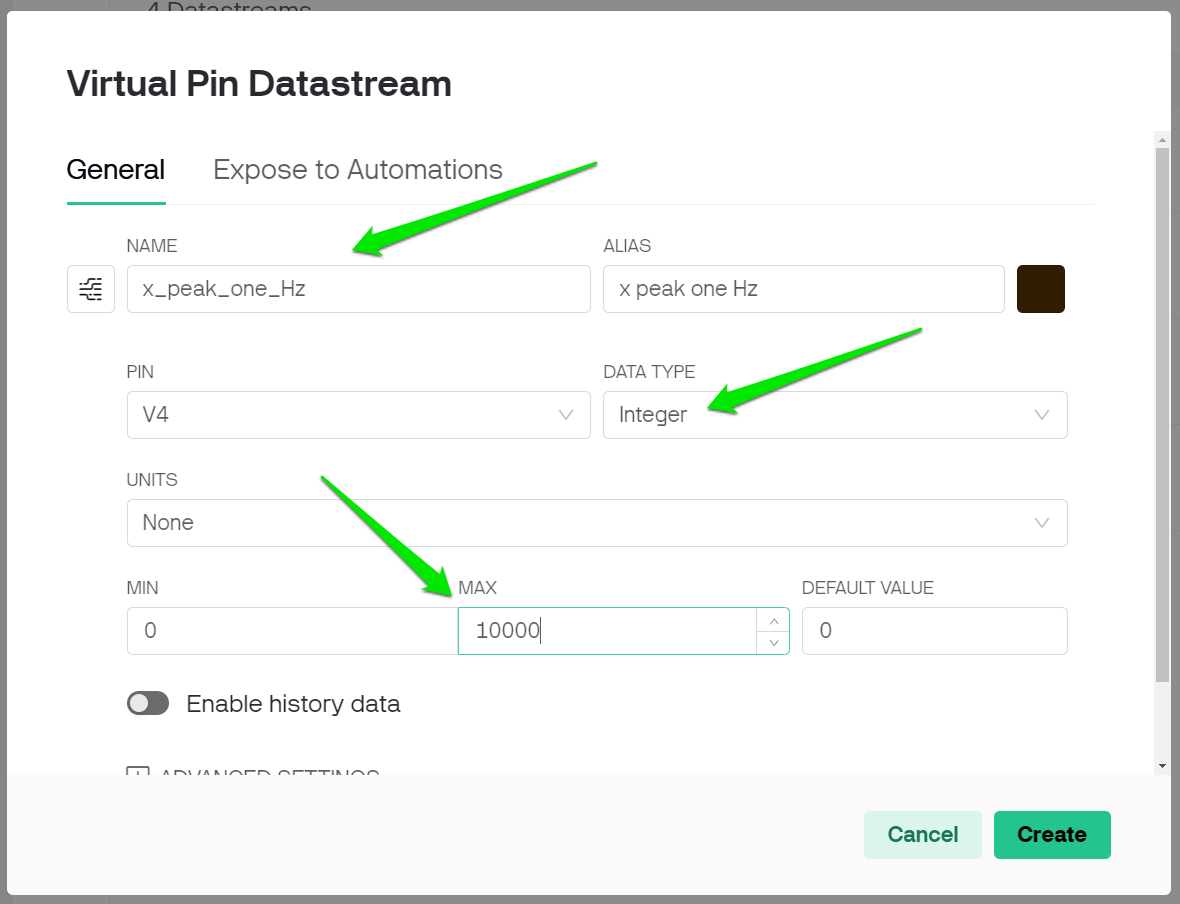 4 Datastreams
Virtual Pin Datastream
General Expose to Automations
NAME ALIAS
x_peak_one_Hz x peak one Hz
PIN DATA TYPE
V4 Integer
UNITS
None
MIN MAX DEFAULT VALUE
0 10000 0
Enable history data
ADVANCED SETTINGS
Cancel Create